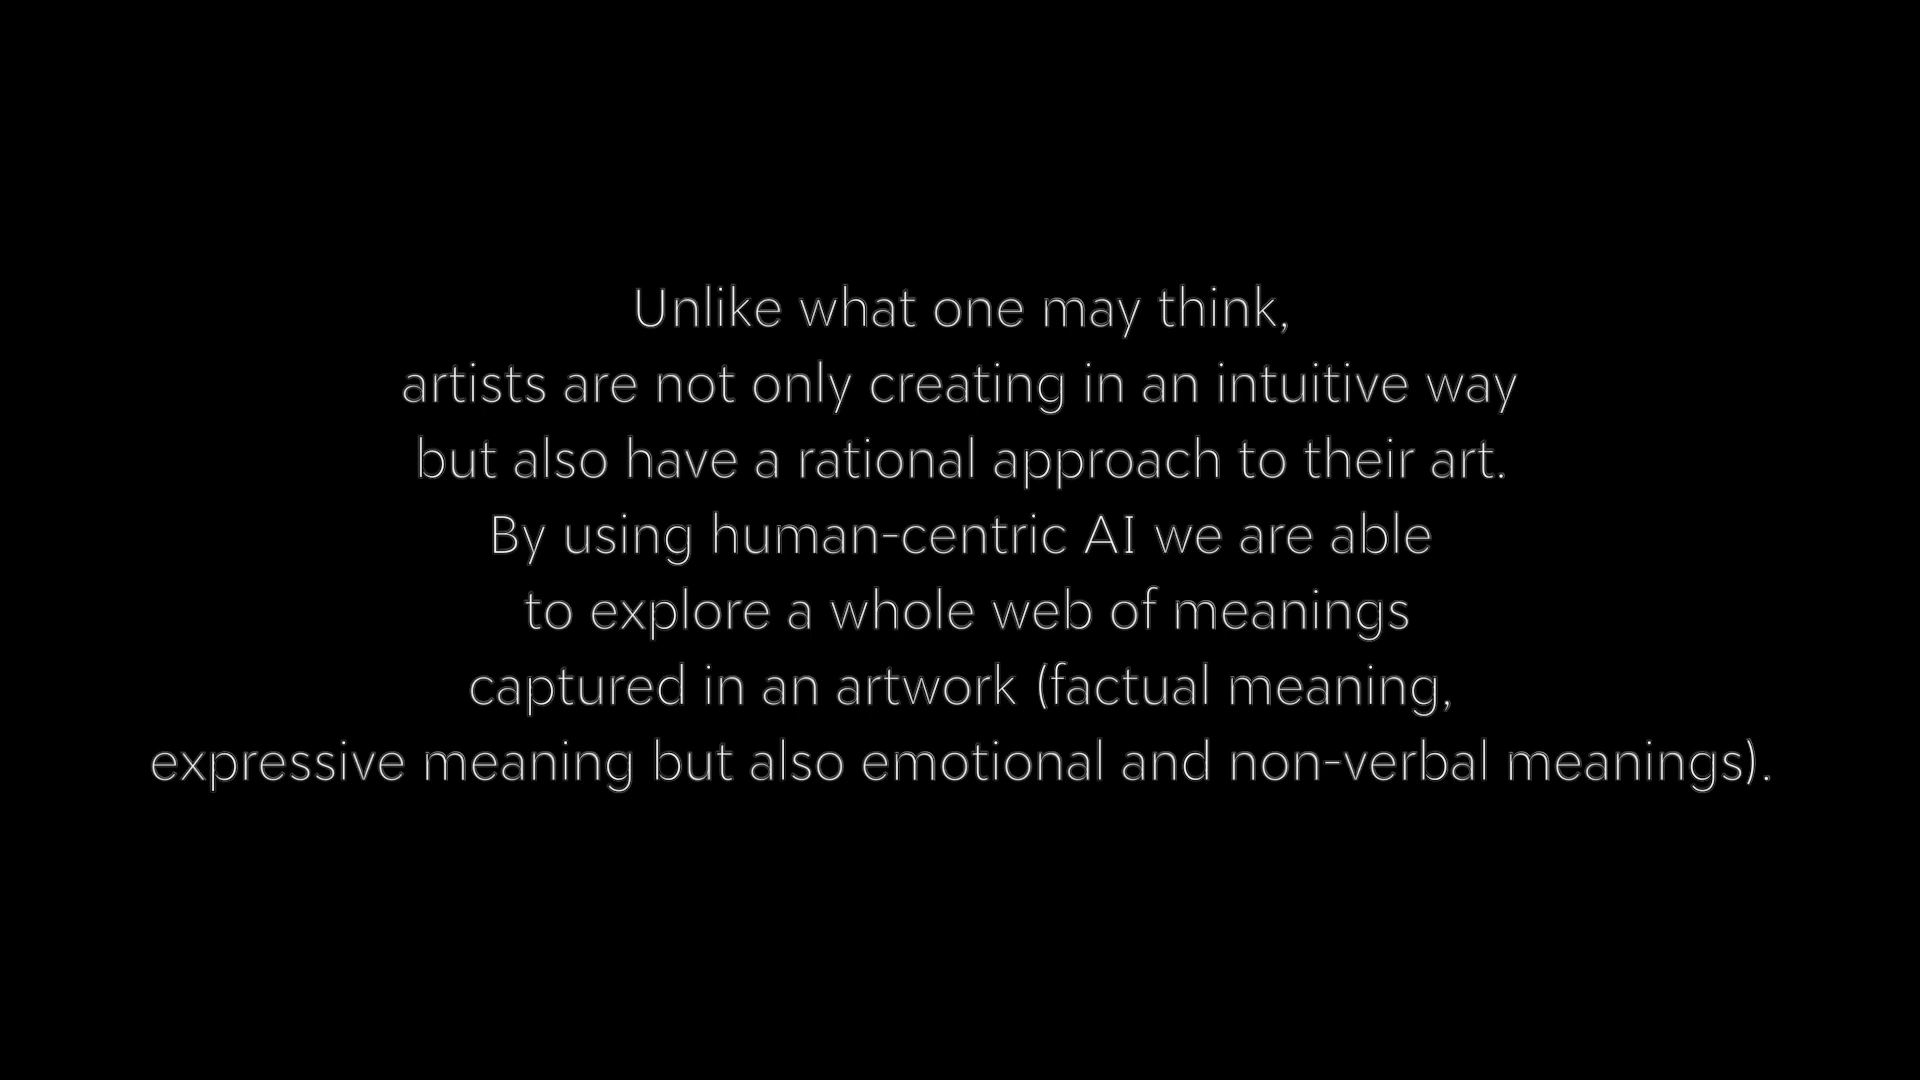 Unlike what one may think,
artists are not only creating in an intuitive way
but also have a rational approach to their art.
By using human-centric AI we are able
to explore a whole web of meanings
captured in an artwork (factual meaning,
expressive meaning but also emotional and non-verbal meanings).